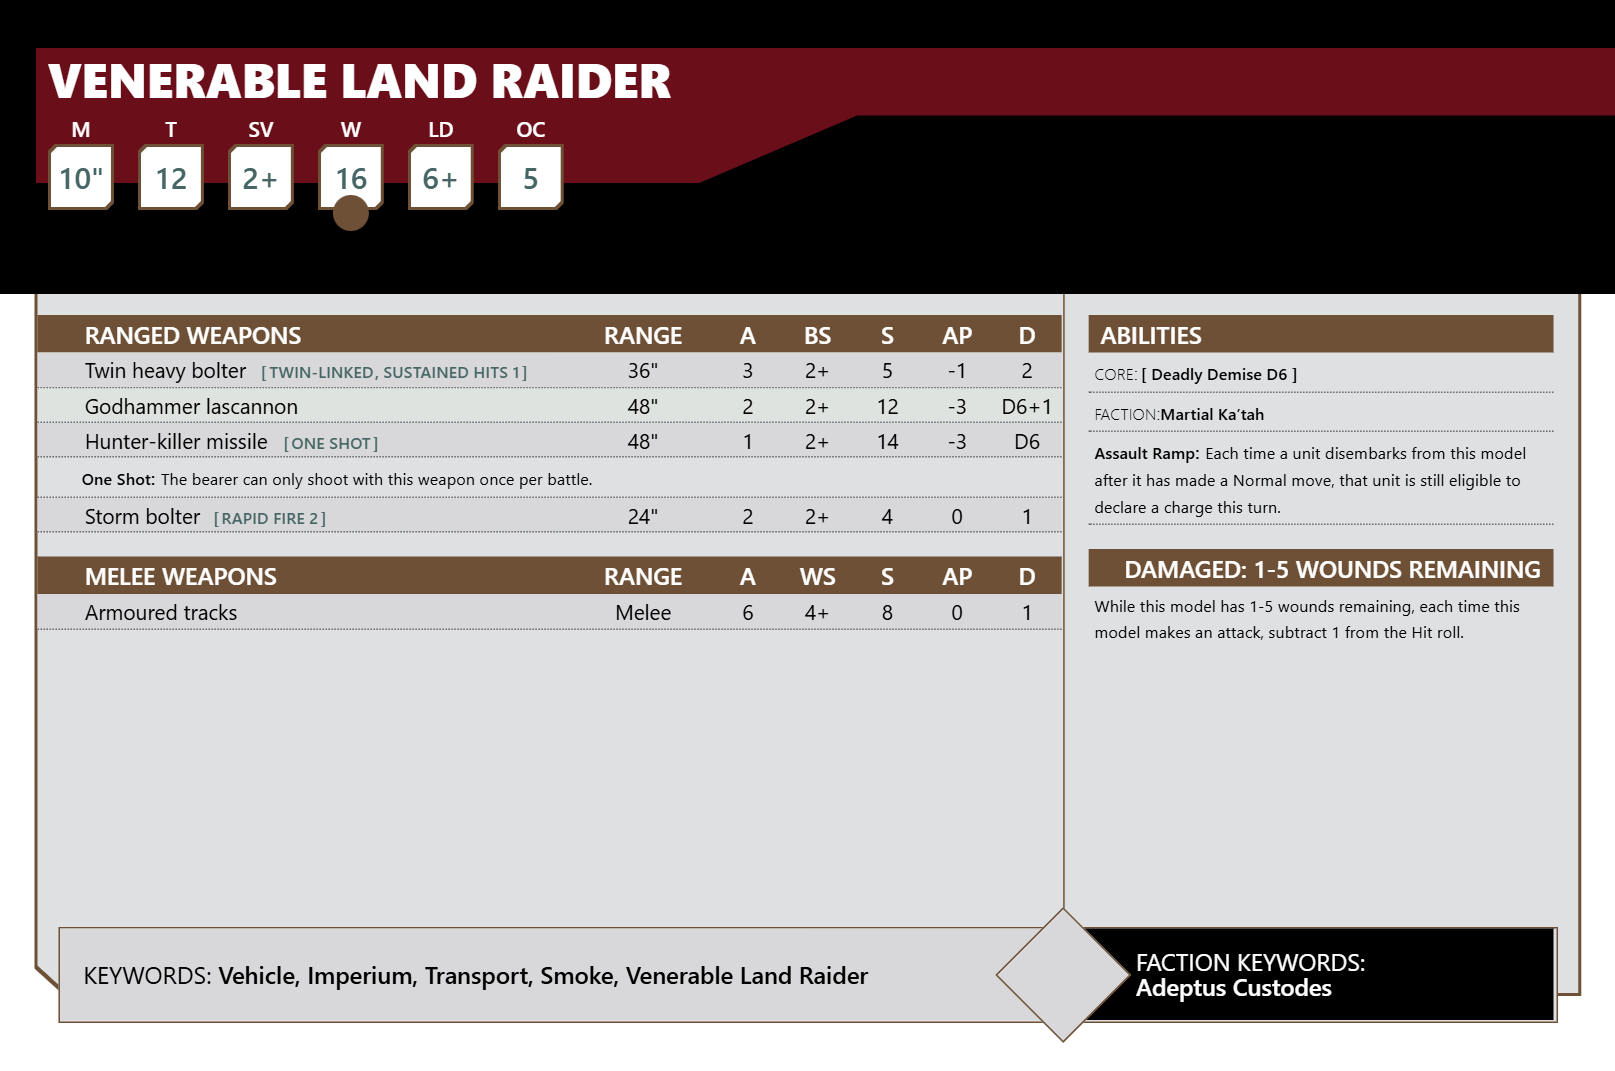 VENERABLE LAND RAIDER
M T SV W LD OC
10" 12 2+ 16 6+ 5
RANGED WEAPONS RANGE A BS S AP D
Twin heavy bolter [TWIN-LINKED, SUSTAINED HITS 1] 36" 3 2+ 5 -1 2
Godhammer lascannon 48" 2 2+ 12 -3 D6+1
Hunter-killer missile [ONE SHOT] 48" 1 2+ 14 -3 D6
One Shot: The bearer can only shoot with this weapon once per battle.
Storm bolter [RAPID FIRE 2] 24" 2 2+ 4 0 1
MELEE WEAPONS RANGE A WS S AP D
Armoured tracks Melee 6 4+ 8 0 1
ABILITIES
CORE: [ Deadly Demise D6 ]
FACTION:Martial Ka’tah
Assault Ramp: Each time a unit disembarks from this model
after it has made a Normal move, that unit is still eligible to
declare a charge this turn.
DAMAGED: 1-5 WOUNDS REMAINING
While this model has 1-5 wounds remaining, each time this
model makes an attack, subtract 1 from the Hit roll.
KEYWORDS: Vehicle, Imperium, Transport, Smoke, Venerable Land Raider
FACTION KEYWORDS:
Adeptus Custodes